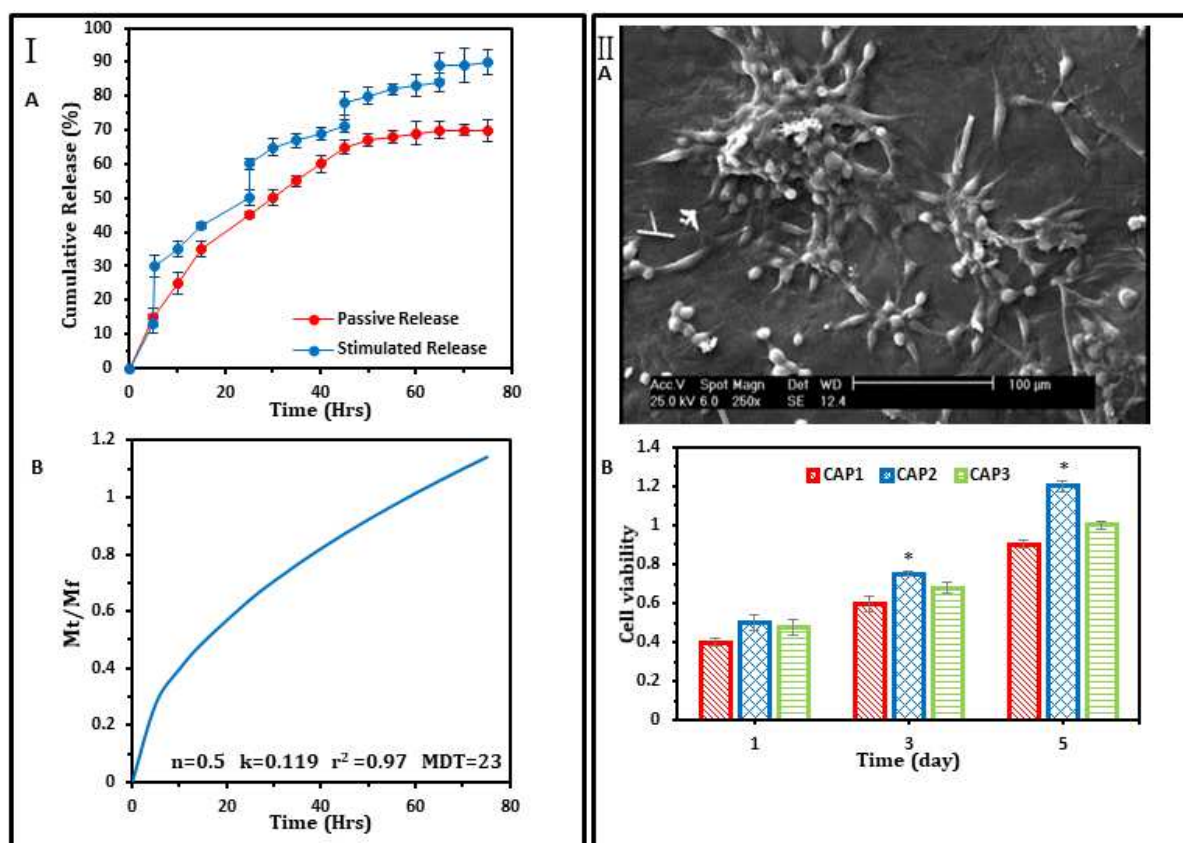 I
A
Cumulative Release (%)
100
90
80
70
60
50
40
30
20
10
0
Passive Release
Stimulated Release
0 20 40 60 80
Time (Hrs)
B
Mt/Mf
1.2
1
0.8
0.6
0.4
0.2
0
n=0.5 k=0.119 r²=0.97 MDT=23
0 20 40 60 80
Time (Hrs)
II
A
Acc.V Spot Magn Det WD 100 µm
25.0 kV 6.0 250x SE 12.4
B
Cell viability
1.4
1.2
1
0.8
0.6
0.4
0.2
0
CAP1 CAP2 CAP3
*
*
1 3 5
Time (day)